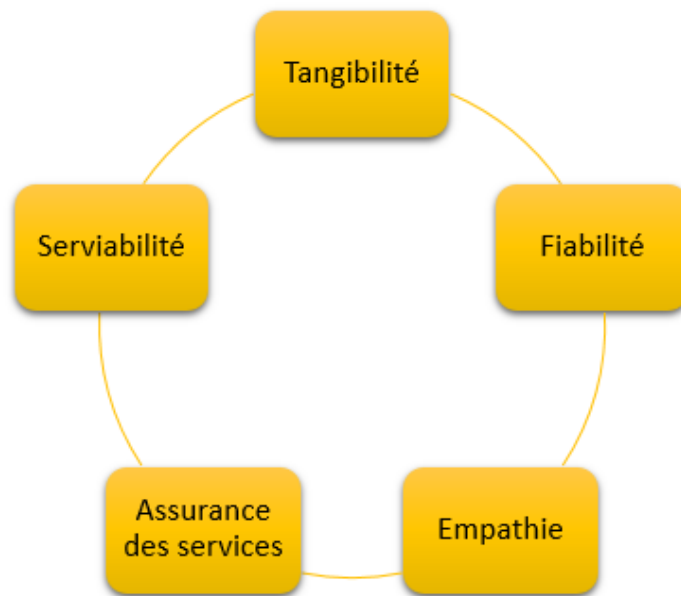 Tangibilité
Serviabilité
Fiabilité
Assurance
des services
Empathie